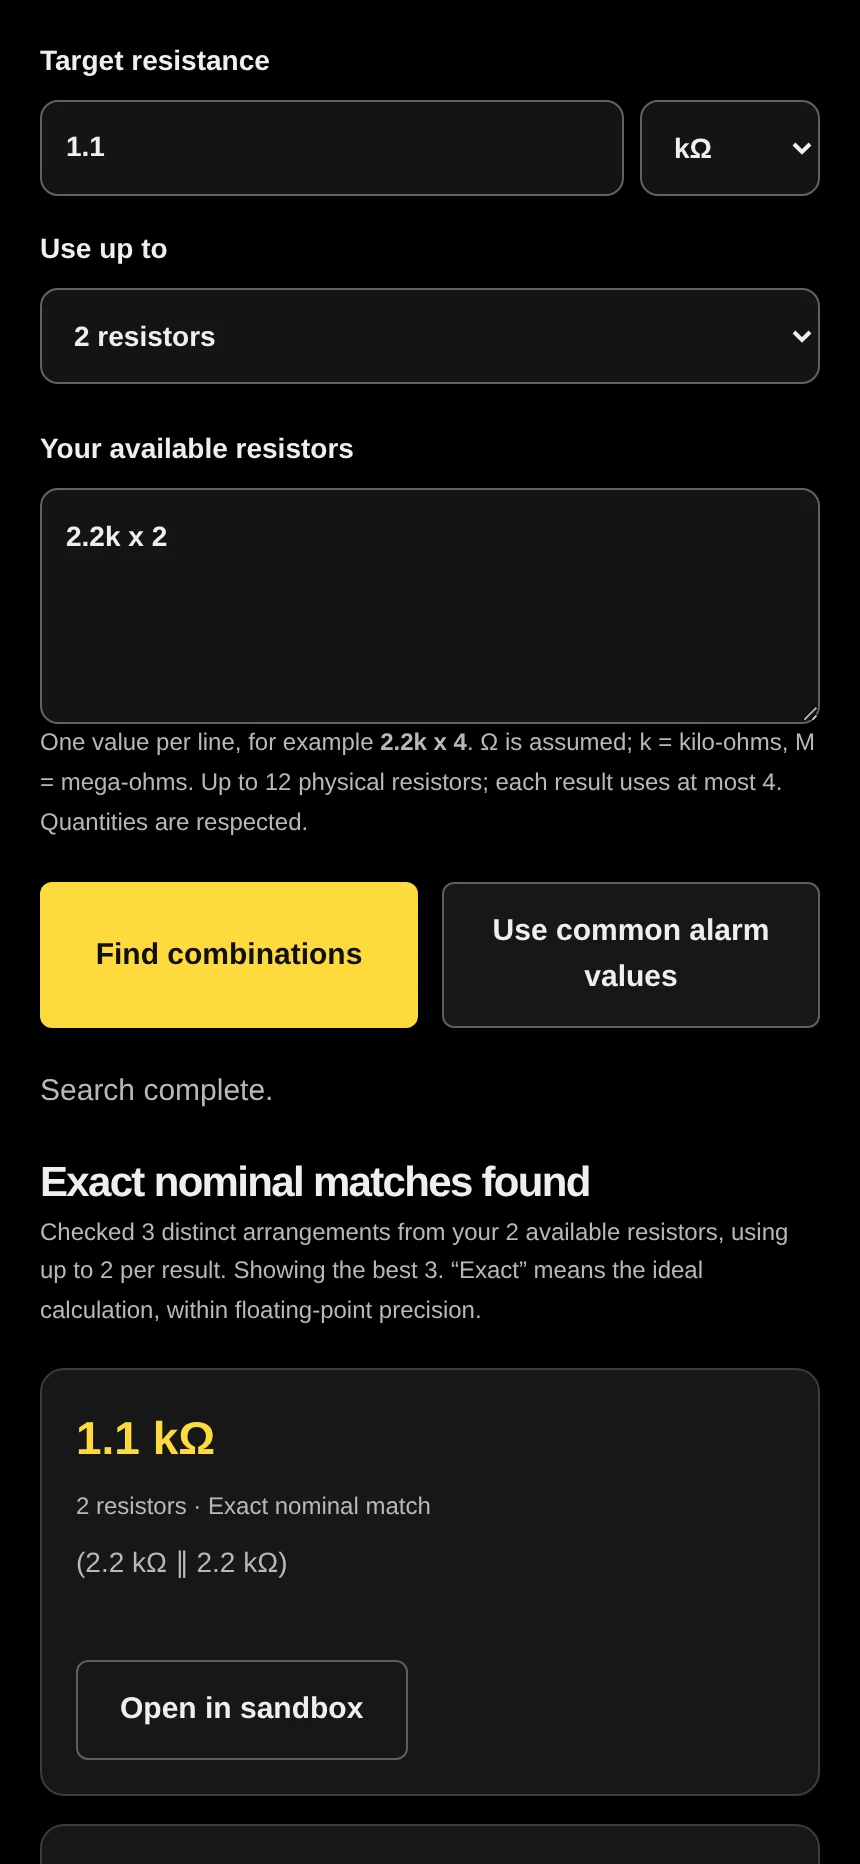 Target resistance
1.1
kΩ
Use up to
2 resistors
Your available resistors
2.2k x 2
One value per line, for example 2.2k x 4. Ω is assumed; k = kilo-ohms, M
= mega-ohms. Up to 12 physical resistors; each result uses at most 4.
Quantities are respected.
Find combinations
Use common alarm
values
Search complete.
Exact nominal matches found
Checked 3 distinct arrangements from your 2 available resistors, using
up to 2 per result. Showing the best 3. “Exact” means the ideal
calculation, within floating-point precision.
1.1 kΩ
2 resistors · Exact nominal match
(2.2 kΩ ∥ 2.2 kΩ)
Open in sandbox